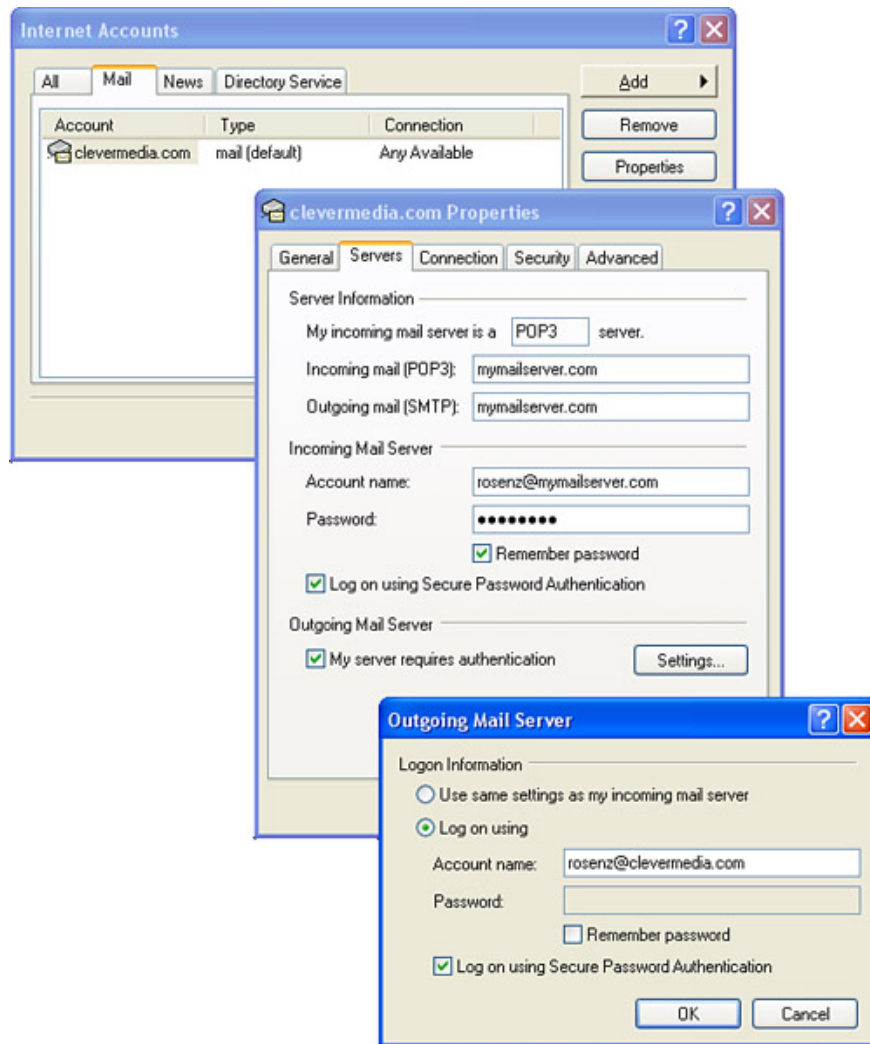 Internet Accounts
All Mail News Directory Service
Add
Account Type Connection
Remove
clevermedia.com mail (default) Any Available
Properties
clevermedia.com Properties
General Servers Connection Security Advanced
Server Information
My incoming mail server is a POP3 server.
Incoming mail (POP3): mymailserver.com
Outgoing mail (SMTP): mymailserver.com
Incoming Mail Server
Account name: rosenz@mymailserver.com
Password: ●●●●●●●●
Remember password
Log on using Secure Password Authentication
Outgoing Mail Server
My server requires authentication Settings...
Outgoing Mail Server
Logon Information
Use same settings as my incoming mail server
Log on using
Account name: rosenz@clevermedia.com
Password:
Remember password
Log on using Secure Password Authentication
OK Cancel